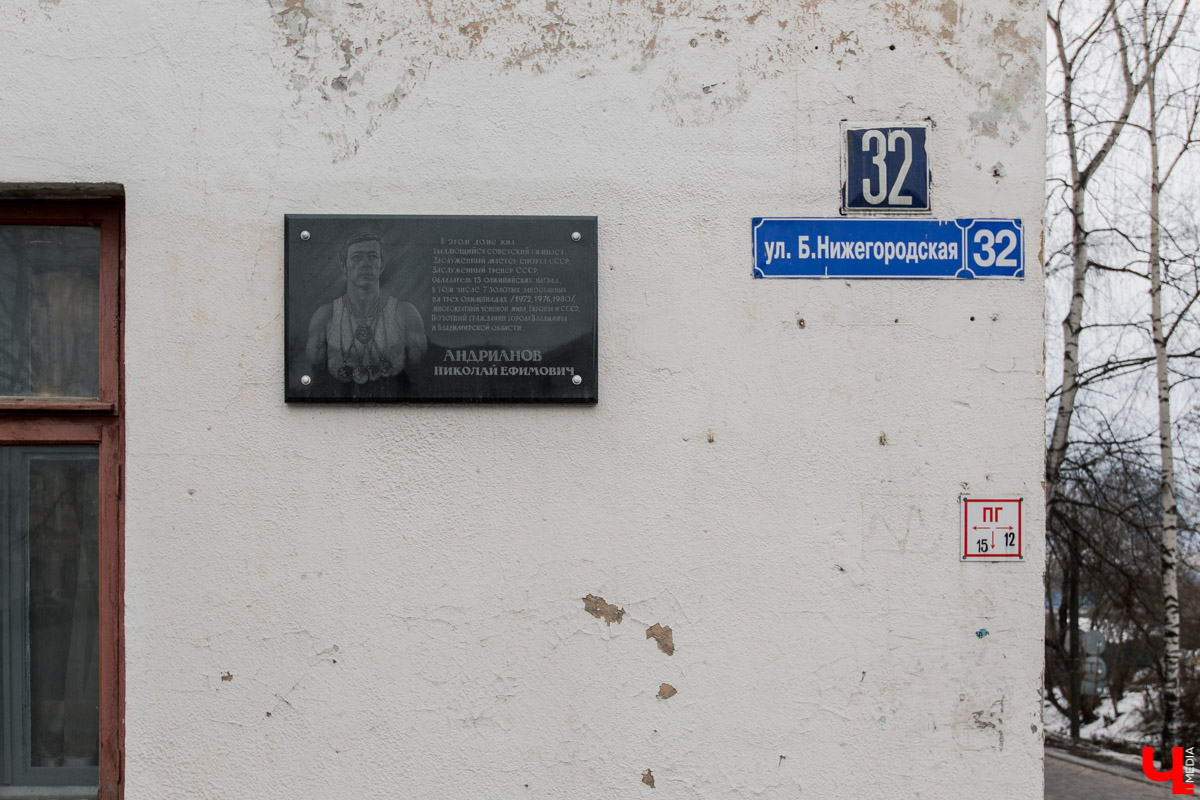 В этом доме жил
выдающийся советский гимнаст,
Заслуженный мастер спорта СССР,
Заслуженный тренер СССР,
обладатель 15 олимпийских наград,
в том числе 7 золотых, завоеванных
на трех Олимпиадах /1972, 1976, 1980/,
многократный чемпион мира, Европы и СССР,
Почетный гражданин города Владимира
и Владимирской области
АНДРИАНОВ
НИКОЛАЙ ЕФИМОВИЧ
32
ул. Б.Нижегородская 32
ПГ
15 12
Ч MEDIA